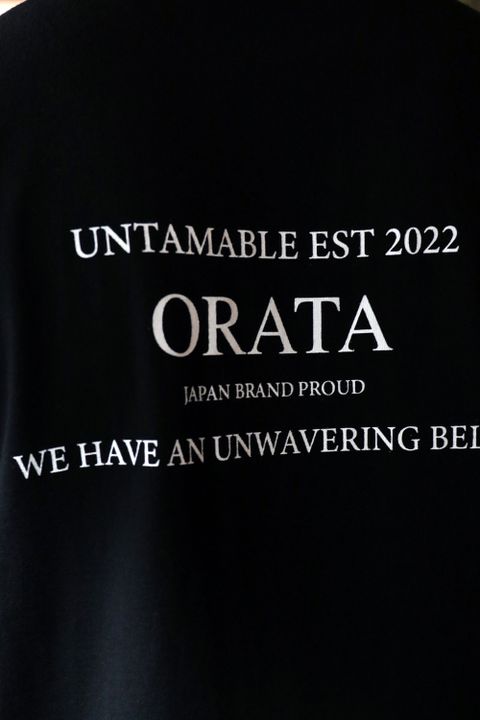 UNTAMABLE EST 2022
ORATA
JAPAN BRAND PROUD
WE HAVE AN UNWAVERING BEL